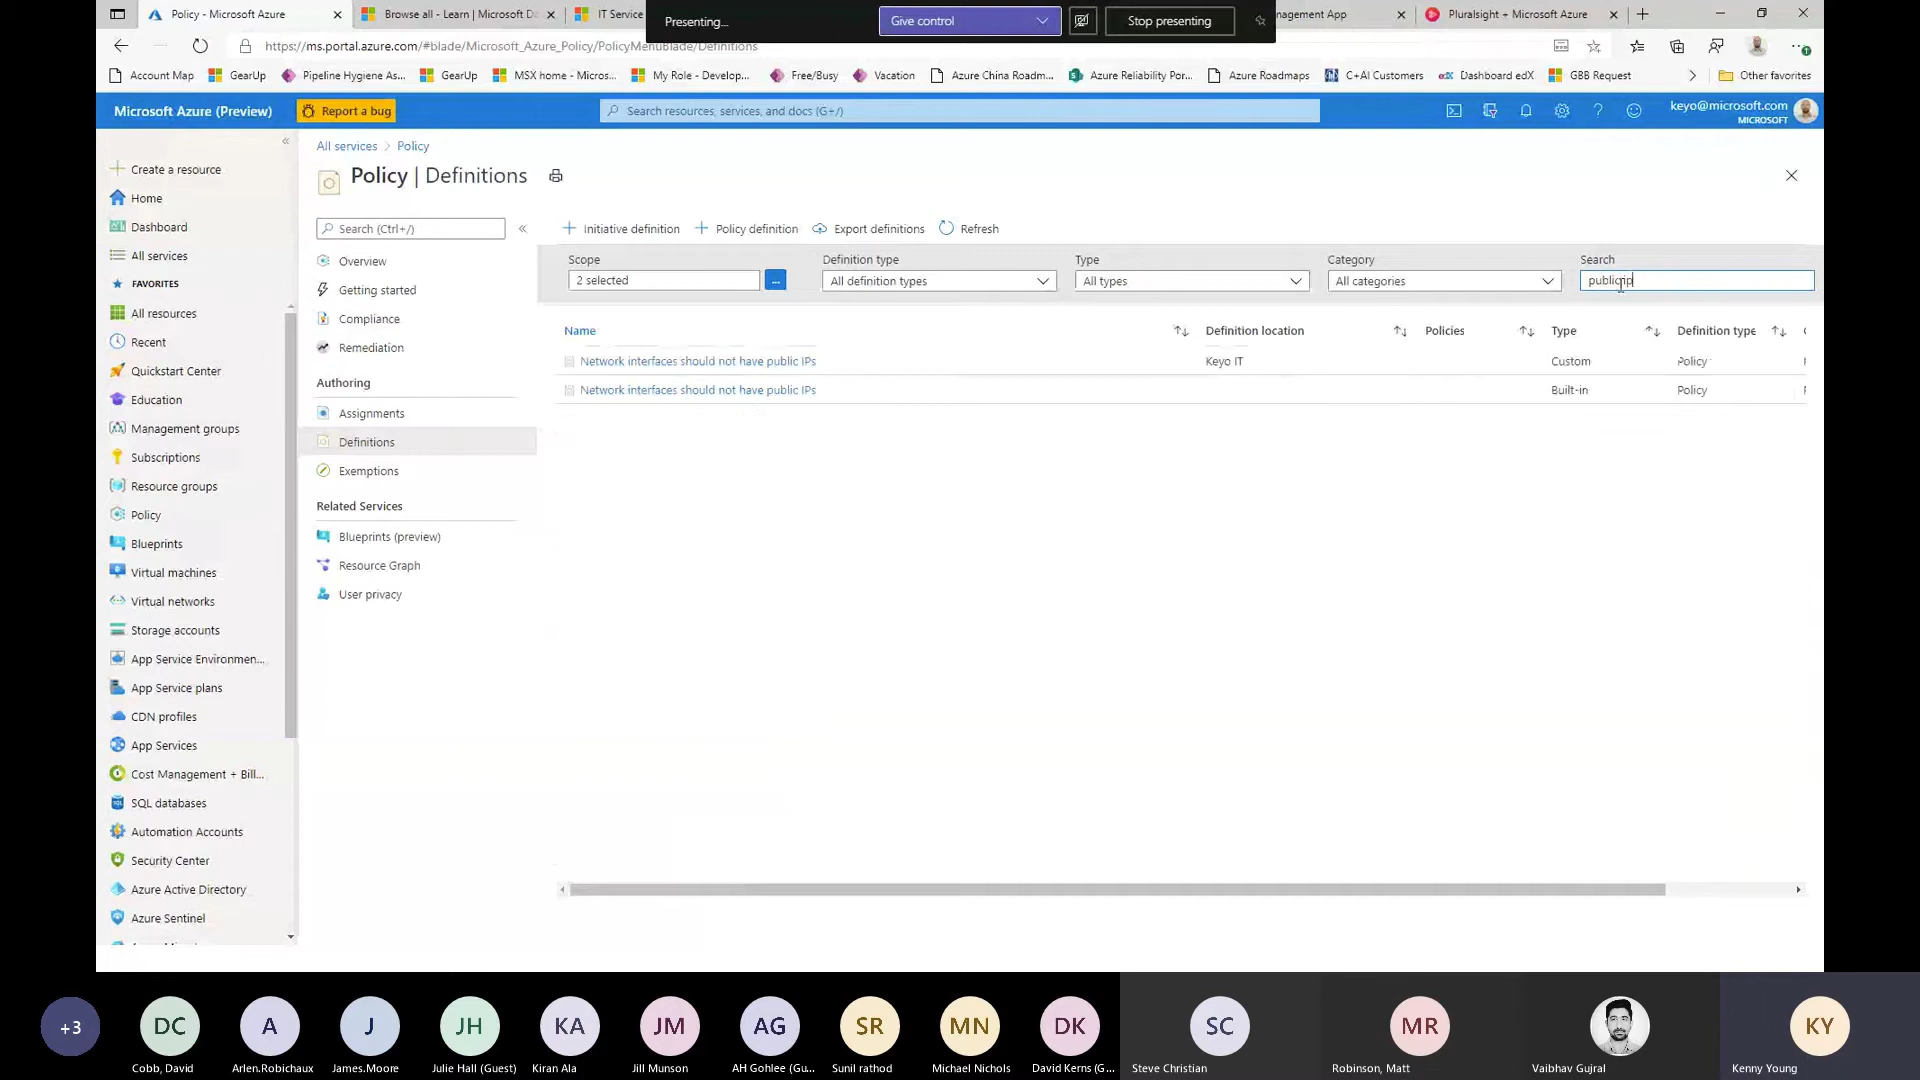 Policy - Microsoft Azure
Browse all - Learn | Microsoft Do
IT Service
Presenting...
Give control
Stop presenting
nagement App
Pluralsight + Microsoft Azure
https://ms.portal.azure.com/#blade/Microsoft_Azure_Policy/PolicyMenuBlade/Definitions
Account Map
GearUp
Pipeline Hygiene As...
GearUp
MSX home - Micros...
My Role - Develop...
Free/Busy
Vacation
Azure China Roadm...
Azure Reliability Por...
Azure Roadmaps
C+AI Customers
edX
Dashboard edX
GBB Request
Other favorites
Microsoft Azure (Preview)
Report a bug
Search resources, services, and docs (G+/)
keyo@microsoft.com
MICROSOFT
All services > Policy
Policy | Definitions
Create a resource
Home
Dashboard
All services
FAVORITES
All resources
Recent
Quickstart Center
Education
Management groups
Subscriptions
Resource groups
Policy
Blueprints
Virtual machines
Virtual networks
Storage accounts
App Service Environmen...
App Service plans
CDN profiles
App Services
Cost Management + Bill...
SQL databases
Automation Accounts
Security Center
Azure Active Directory
Azure Sentinel
Search (Ctrl+/)
Overview
Getting started
Compliance
Remediation
Authoring
Assignments
Definitions
Exemptions
Related Services
Blueprints (preview)
Resource Graph
User privacy
Initiative definition
Policy definition
Export definitions
Refresh
Scope
2 selected
...
Definition type
All definition types
Type
All types
Category
All categories
Search
public ip
Name
Definition location
Policies
Type
Definition type
Network interfaces should not have public IPs
Keyo IT
Custom
Policy
Network interfaces should not have public IPs
Built-in
Policy
+3
DC
A
J
JH
KA
JM
AG
SR
MN
DK
SC
MR
KY
Cobb, David
Arlen.Robichaux
James.Moore
Julie Hall (Guest)
Kiran Ala
Jill Munson
AH Gohlee (Gu...
Sunil rathod
Michael Nichols
David Kerns (G...
Steve Christian
Robinson, Matt
Vaibhav Gujral
Kenny Young